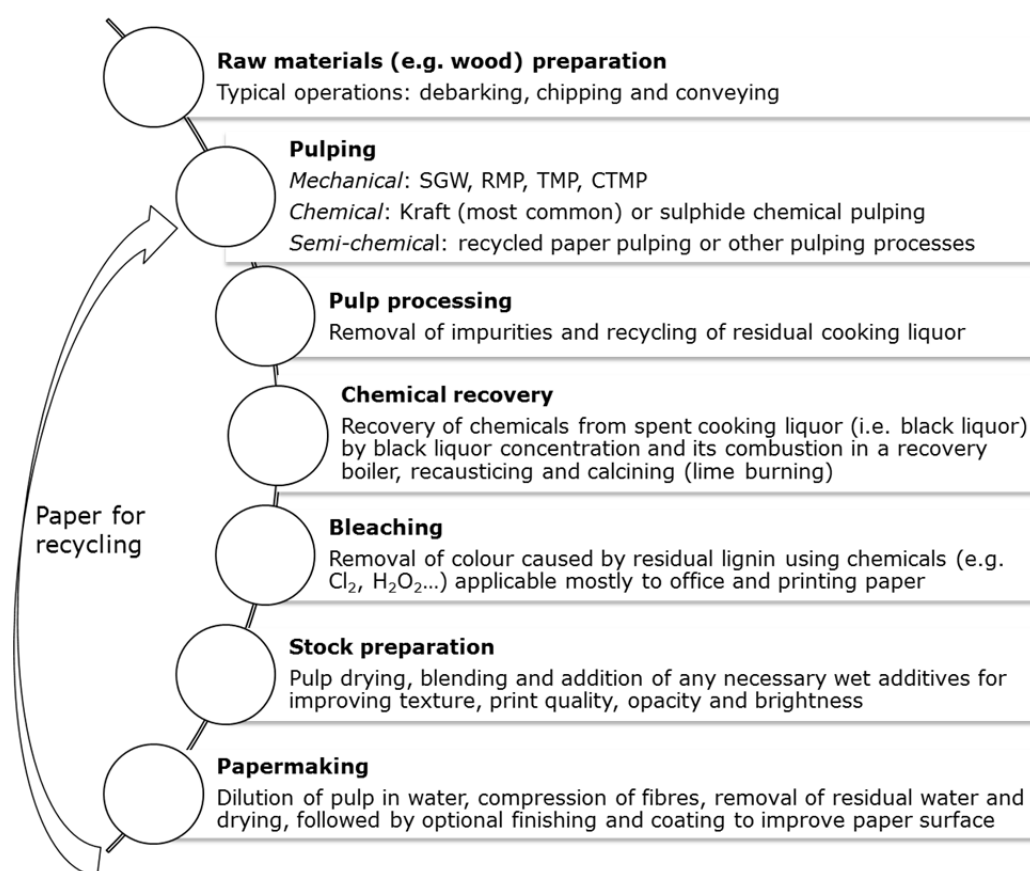 Raw materials (e.g. wood) preparation
Typical operations: debarking, chipping and conveying
Pulping
Mechanical: SGW, RMP, TMP, CTMP
Chemical: Kraft (most common) or sulphide chemical pulping
Semi-chemical: recycled paper pulping or other pulping processes
Pulp processing
Removal of impurities and recycling of residual cooking liquor
Chemical recovery
Recovery of chemicals from spent cooking liquor (i.e. black liquor)
by black liquor concentration and its combustion in a recovery
boiler, recausticing and calcining (lime burning)
Paper for
recycling
Bleaching
Removal of colour caused by residual lignin using chemicals (e.g.
Cl₂, H₂O₂…) applicable mostly to office and printing paper
Stock preparation
Pulp drying, blending and addition of any necessary wet additives for
improving texture, print quality, opacity and brightness
Papermaking
Dilution of pulp in water, compression of fibres, removal of residual water and
drying, followed by optional finishing and coating to improve paper surface